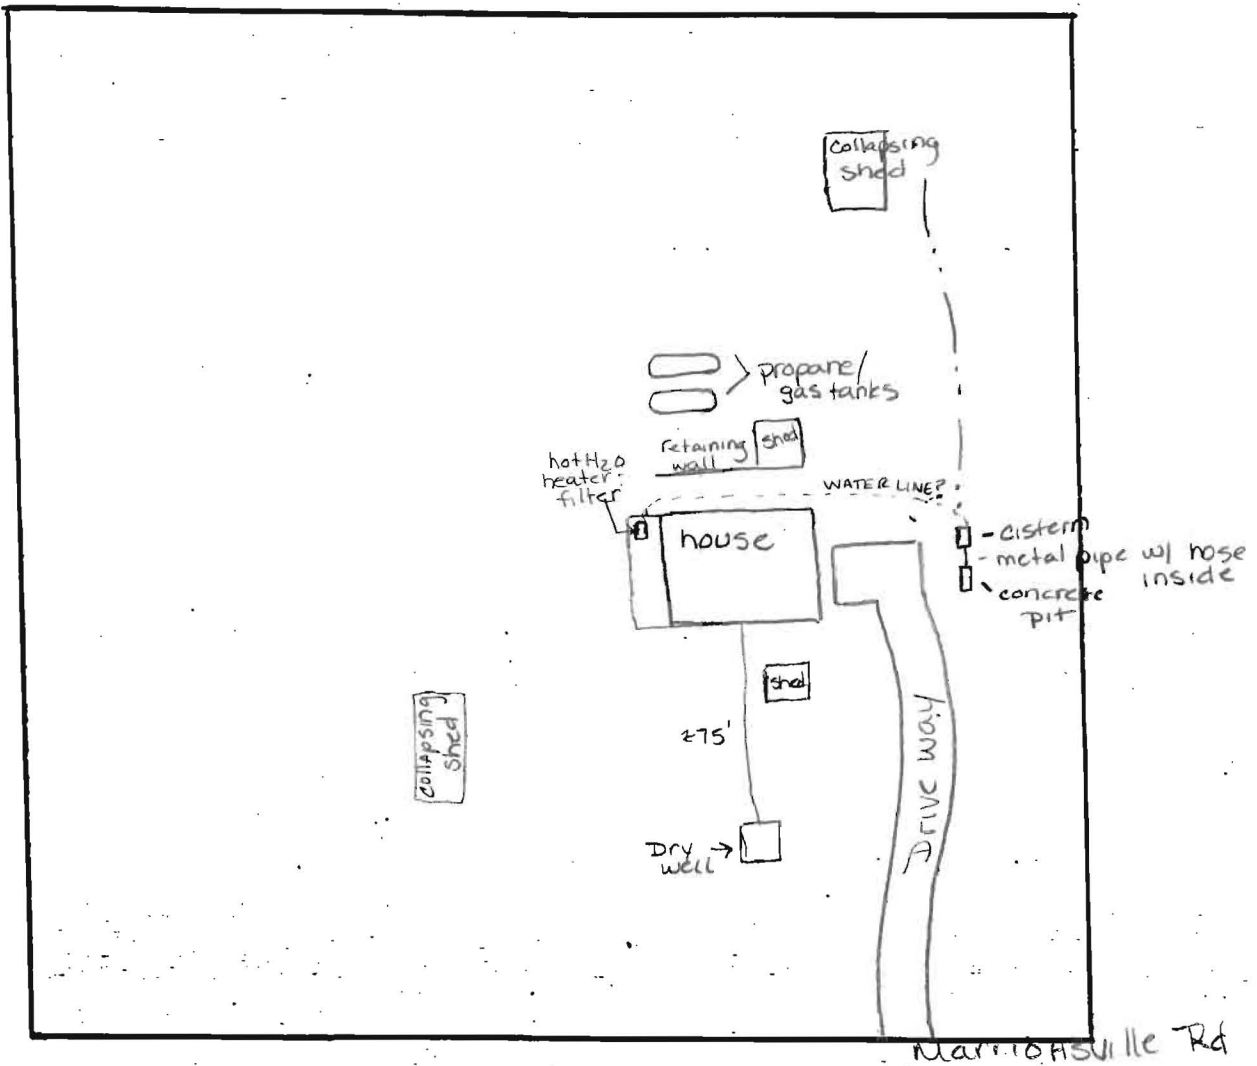 collapsing
shed
propane/
gas tanks
retaining
wall
shed
hot H2O
heater:
filter
WATER LINE?
house
cistern
metal pipe w/ hose
inside
concrete
pit
shed
±75'
collapsing
shed
Drive way
Dry
well
Marriottsville Rd